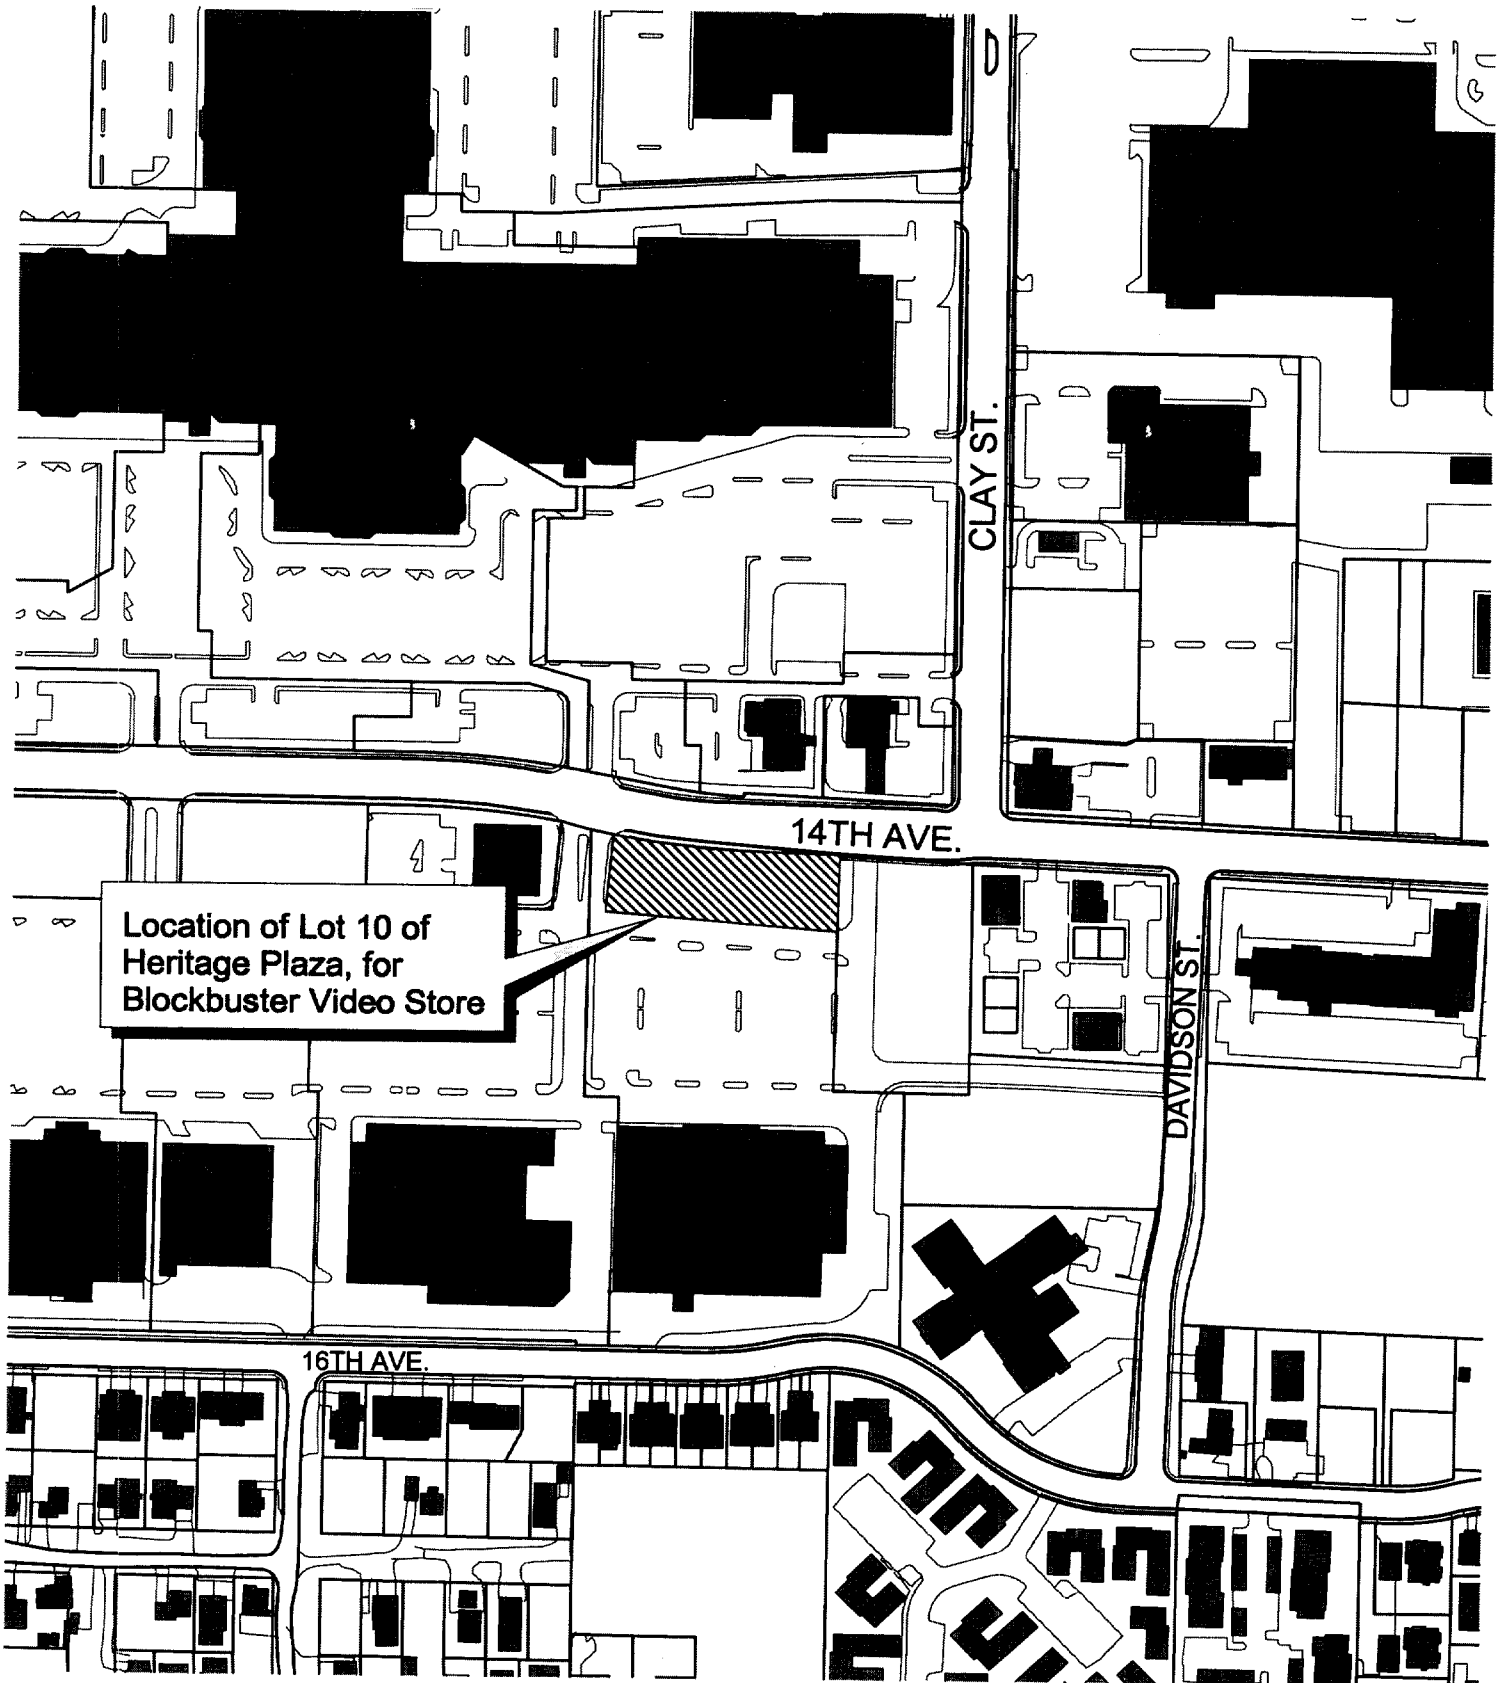 CLAY ST.
14TH AVE.
Location of Lot 10 of
Heritage Plaza, for
Blockbuster Video Store
DAVIDSON ST.
16TH AVE.